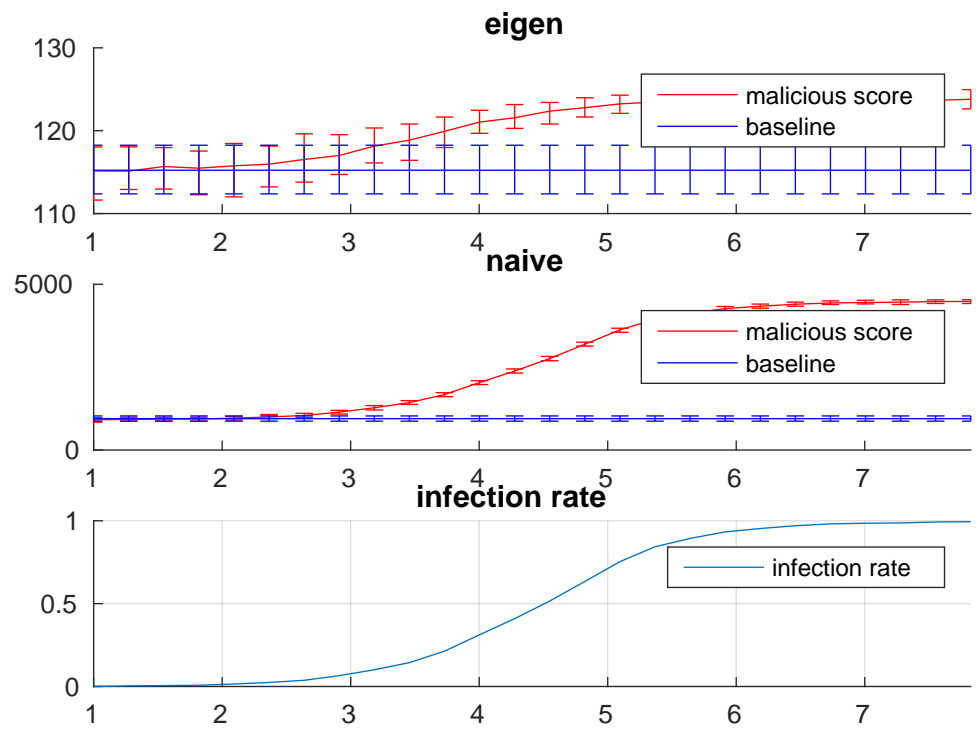 eigen
130
120
110
malicious score
baseline
1 2 3 4 5 6 7
naive
5000
0
malicious score
baseline
1 2 3 4 5 6 7
infection rate
1
0.5
0
infection rate
1 2 3 4 5 6 7